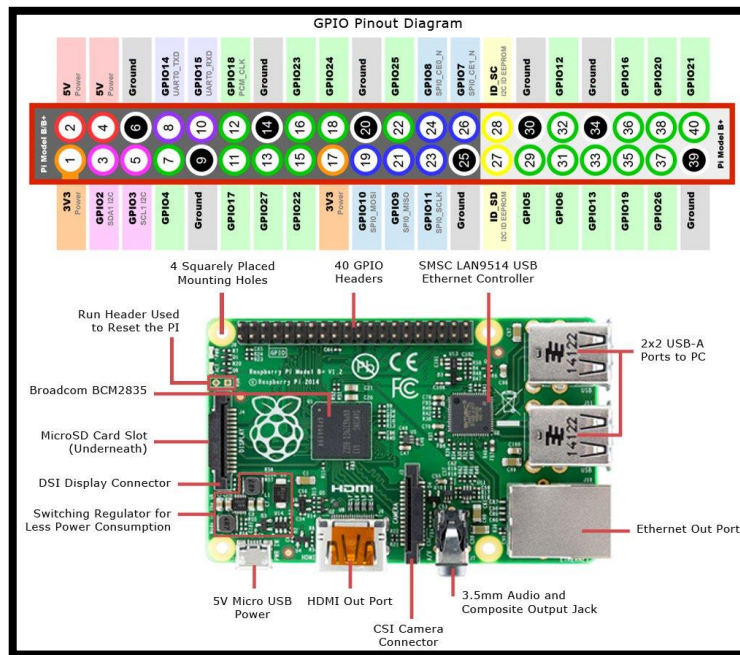 GPIO Pinout Diagram
5V
Power
5V
Power
Ground
GPIO14
UART0_TXD
GPIO15
UART0_RXD
GPIO18
PCM_CLK
Ground
GPIO23
GPIO24
Ground
GPIO25
GPIO8
SPI0_CE0_N
GPIO7
SPI0_CE1_N
ID_SC
I2C ID EEPROM
Ground
GPIO12
Ground
GPIO16
GPIO20
GPIO21
Pi Model B/B+
2 4 6 8 10 12 14 16 18 20 22 24 26 28 30 32 34 36 38 40
1 3 5 7 9 11 13 15 17 19 21 23 25 27 29 31 33 35 37 39
Pi Model B+
3V3
Power
GPIO2
SDA1 I2C
GPIO3
SCL1 I2C
GPIO4
Ground
GPIO17
GPIO27
GPIO22
3V3
Power
GPIO10
SPI0_MOSI
GPIO9
SPI0_MISO
GPIO11
SPI0_SCLK
Ground
ID_SD
I2C ID EEPROM
GPIO5
GPIO6
GPIO13
GPIO19
GPIO26
Ground
4 Squarely Placed
Mounting Holes
40 GPIO
Headers
SMSC LAN9514 USB
Ethernet Controller
Run Header Used
to Reset the PI
2x2 USB-A
Ports to PC
Broadcom BCM2835
MicroSD Card Slot
(Underneath)
DSI Display Connector
Switching Regulator for
Less Power Consumption
Ethernet Out Port
5V Micro USB
Power
HDMI Out Port
CSI Camera
Connector
3.5mm Audio and
Composite Output Jack
GPIO
Raspberry Pi Model B+ V1.2
© Raspberry Pi 2014
CE
FC
DISPLAY
HDMI
CAMERA
14122
USB
14122
USB